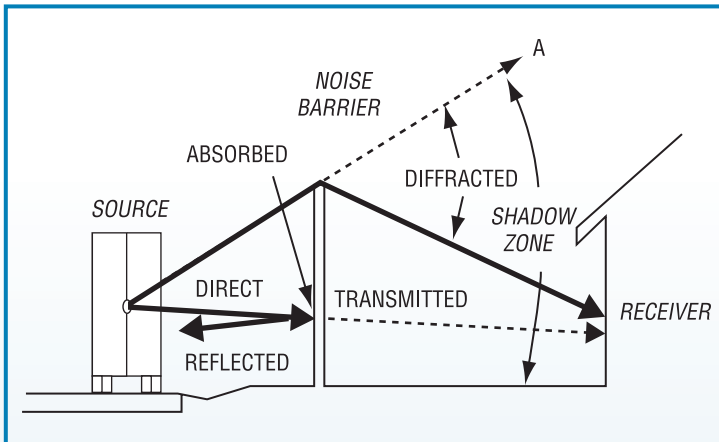 A
NOISE
BARRIER
ABSORBED
DIFFRACTED
SOURCE
SHADOW
ZONE
DIRECT
TRANSMITTED
RECEIVER
REFLECTED